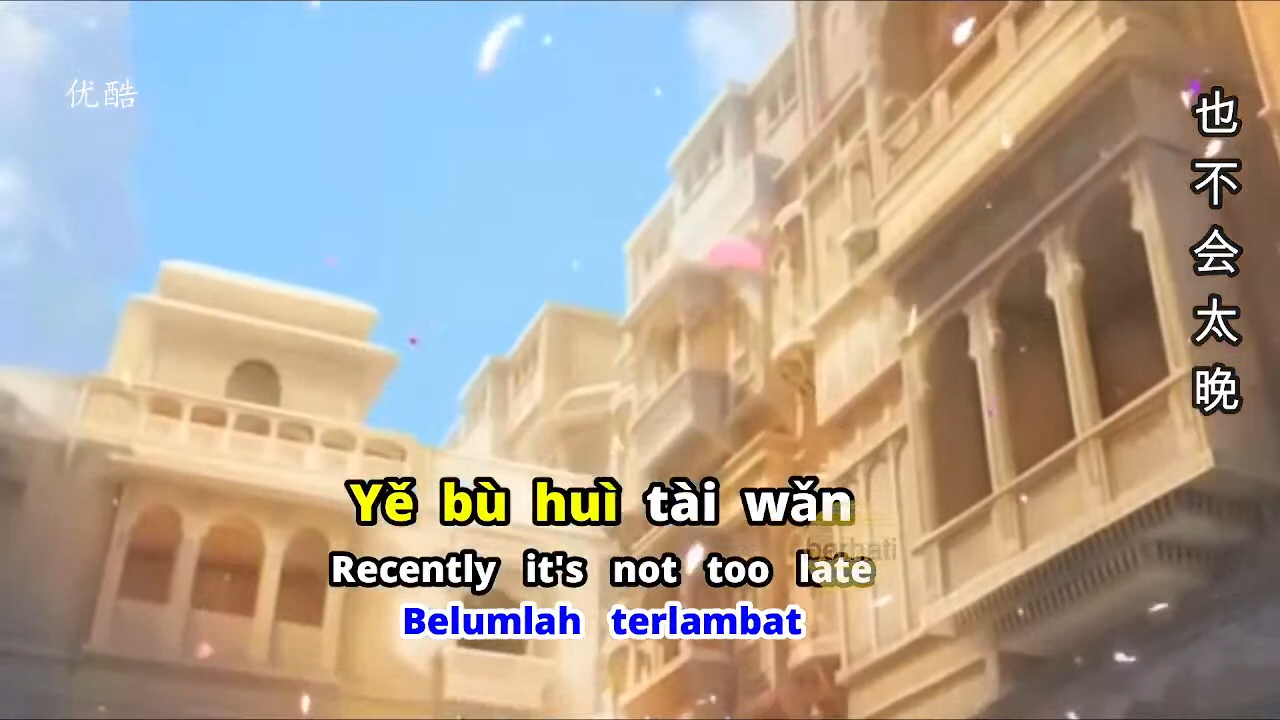 优酷
也不会太晚
Yě bù huì tài wǎn
berhati
Recently it's not too late
Belumlah terlambat